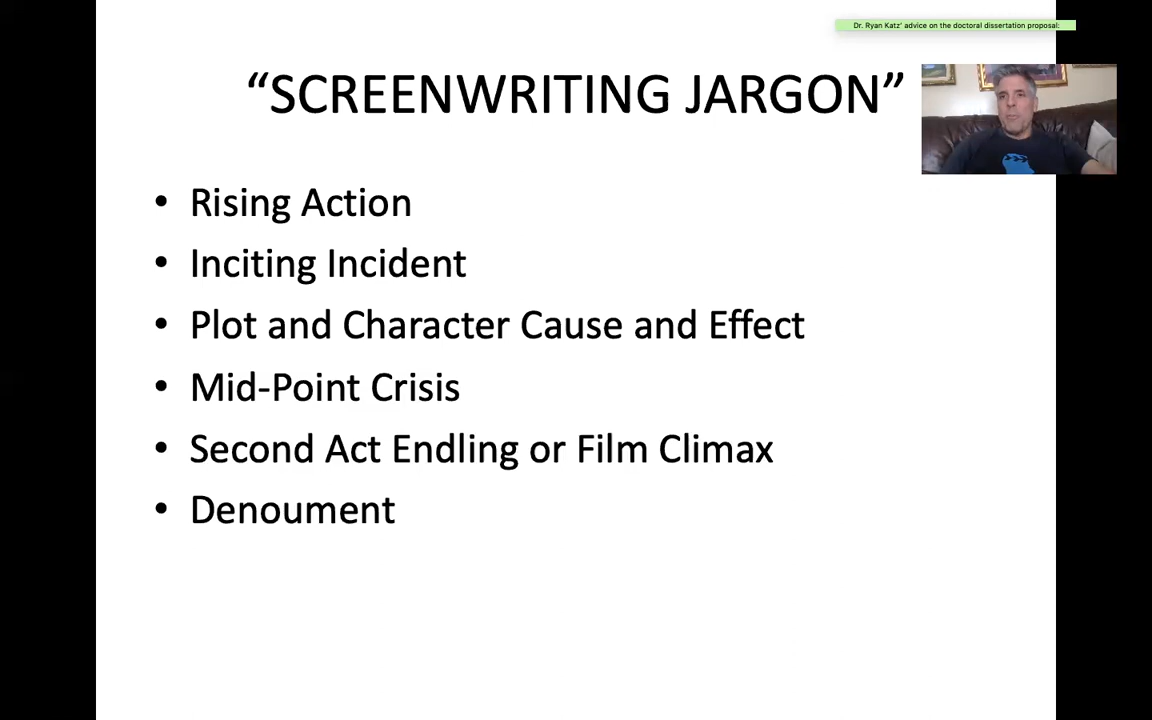 Dr. Ryan Katz' advice on the doctoral dissertation proposal:
“SCREENWRITING JARGON”
• Rising Action
• Inciting Incident
• Plot and Character Cause and Effect
• Mid-Point Crisis
• Second Act Endling or Film Climax
• Denoument